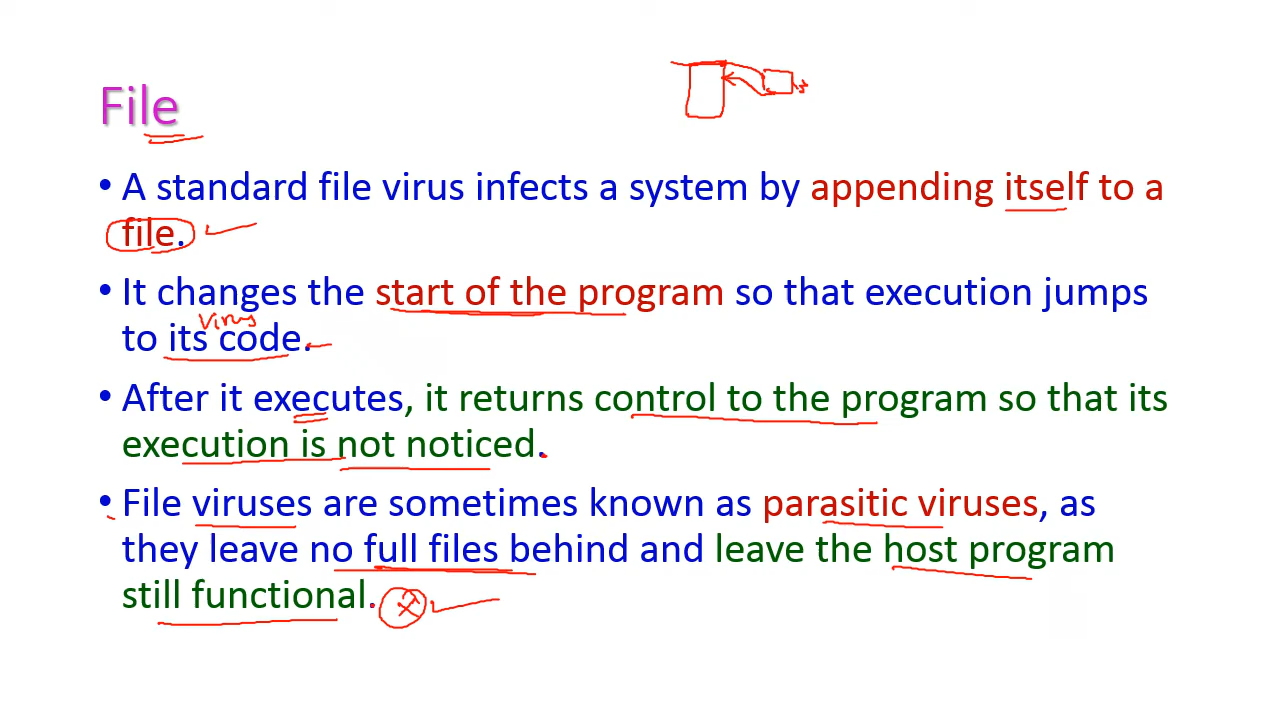 File
• A standard file virus infects a system by appending itself to a
file.
• It changes the start of the program so that execution jumps
virus
to its code.
• After it executes, it returns control to the program so that its
execution is not noticed.
• File viruses are sometimes known as parasitic viruses, as
they leave no full files behind and leave the host program
still functional.